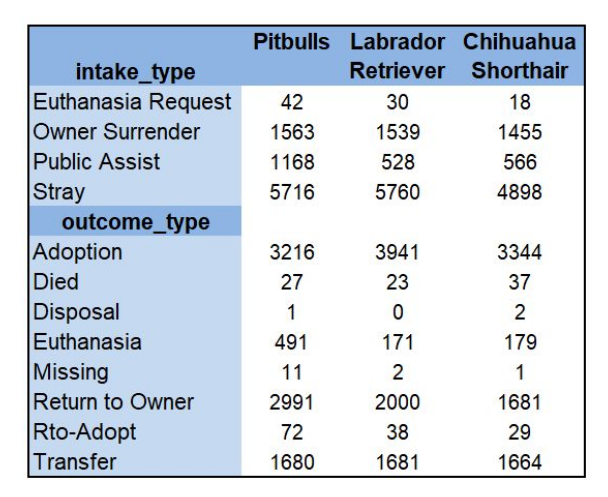 Pitbulls Labrador Chihuahua
intake_type Retriever Shorthair
Euthanasia Request 42 30 18
Owner Surrender 1563 1539 1455
Public Assist 1168 528 566
Stray 5716 5760 4898
outcome_type
Adoption 3216 3941 3344
Died 27 23 37
Disposal 1 0 2
Euthanasia 491 171 179
Missing 11 2 1
Return to Owner 2991 2000 1681
Rto-Adopt 72 38 29
Transfer 1680 1681 1664